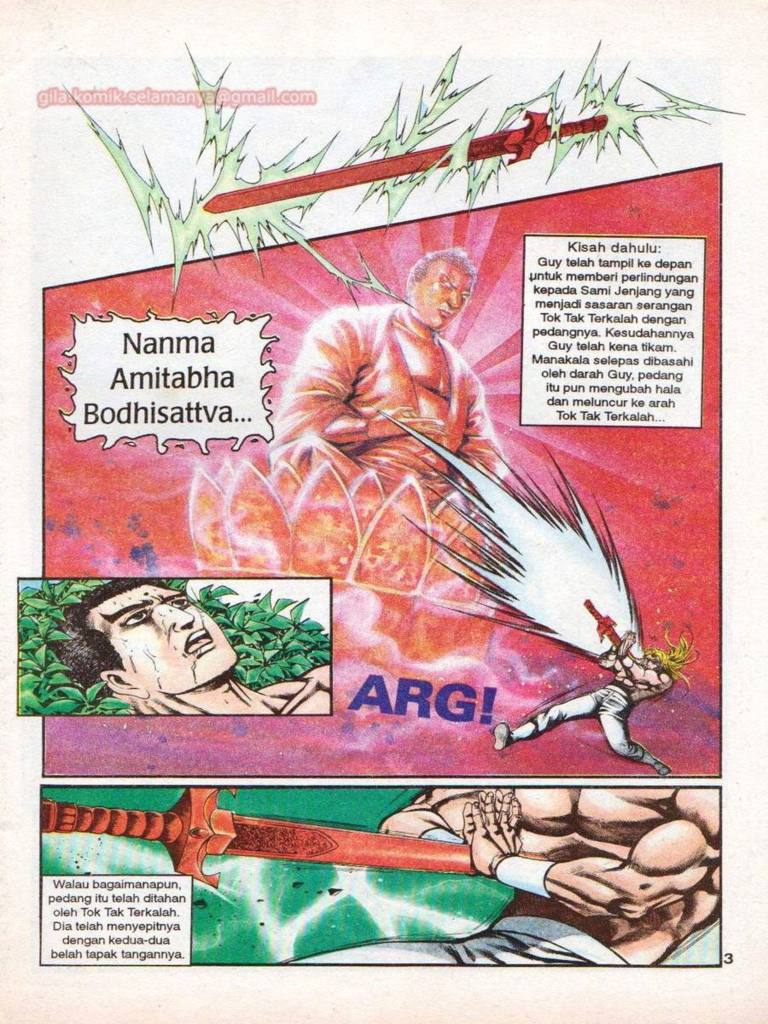 gila.komik.selamanya@gmail.com
Kisah dahulu:
Guy telah tampil ke depan
untuk memberi perlindungan
kepada Sami Jenjang yang
menjadi sasaran serangan
Tok Tak Terkalah dengan
pedangnya. Kesudahannya
Guy telah kena tikam.
Manakala selepas dibasahi
oleh darah Guy, pedang
itu pun mengubah hala
dan meluncur ke arah
Tok Tak Terkalah...
Nanma
Amitabha
Bodhisattva...
ARG!
Walau bagaimanapun,
pedang itu telah ditahan
oleh Tok Tak Terkalah.
Dia telah menyepitnya
dengan kedua-dua
belah tapak tangannya.
3